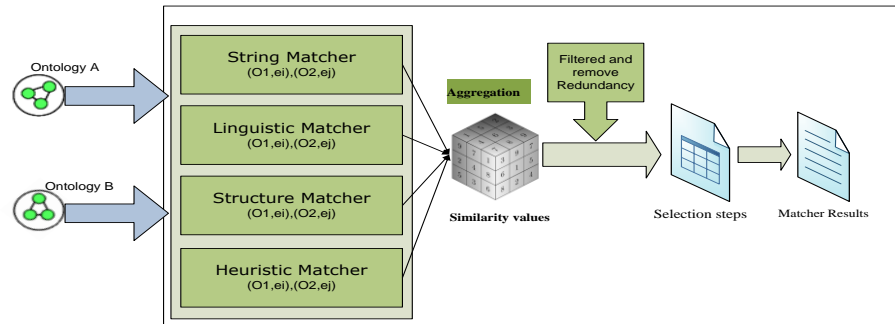 Ontology A
Ontology B
String Matcher
(O1,ei),(O2,ej)
Linguistic Matcher
(O1,ei),(O2,ej)
Structure Matcher
(O1,ei),(O2,ej)
Heuristic Matcher
(O1,ei),(O2,ej)
Aggregation
Similarity values
Filtered and
remove
Redundancy
Selection steps
Matcher Results